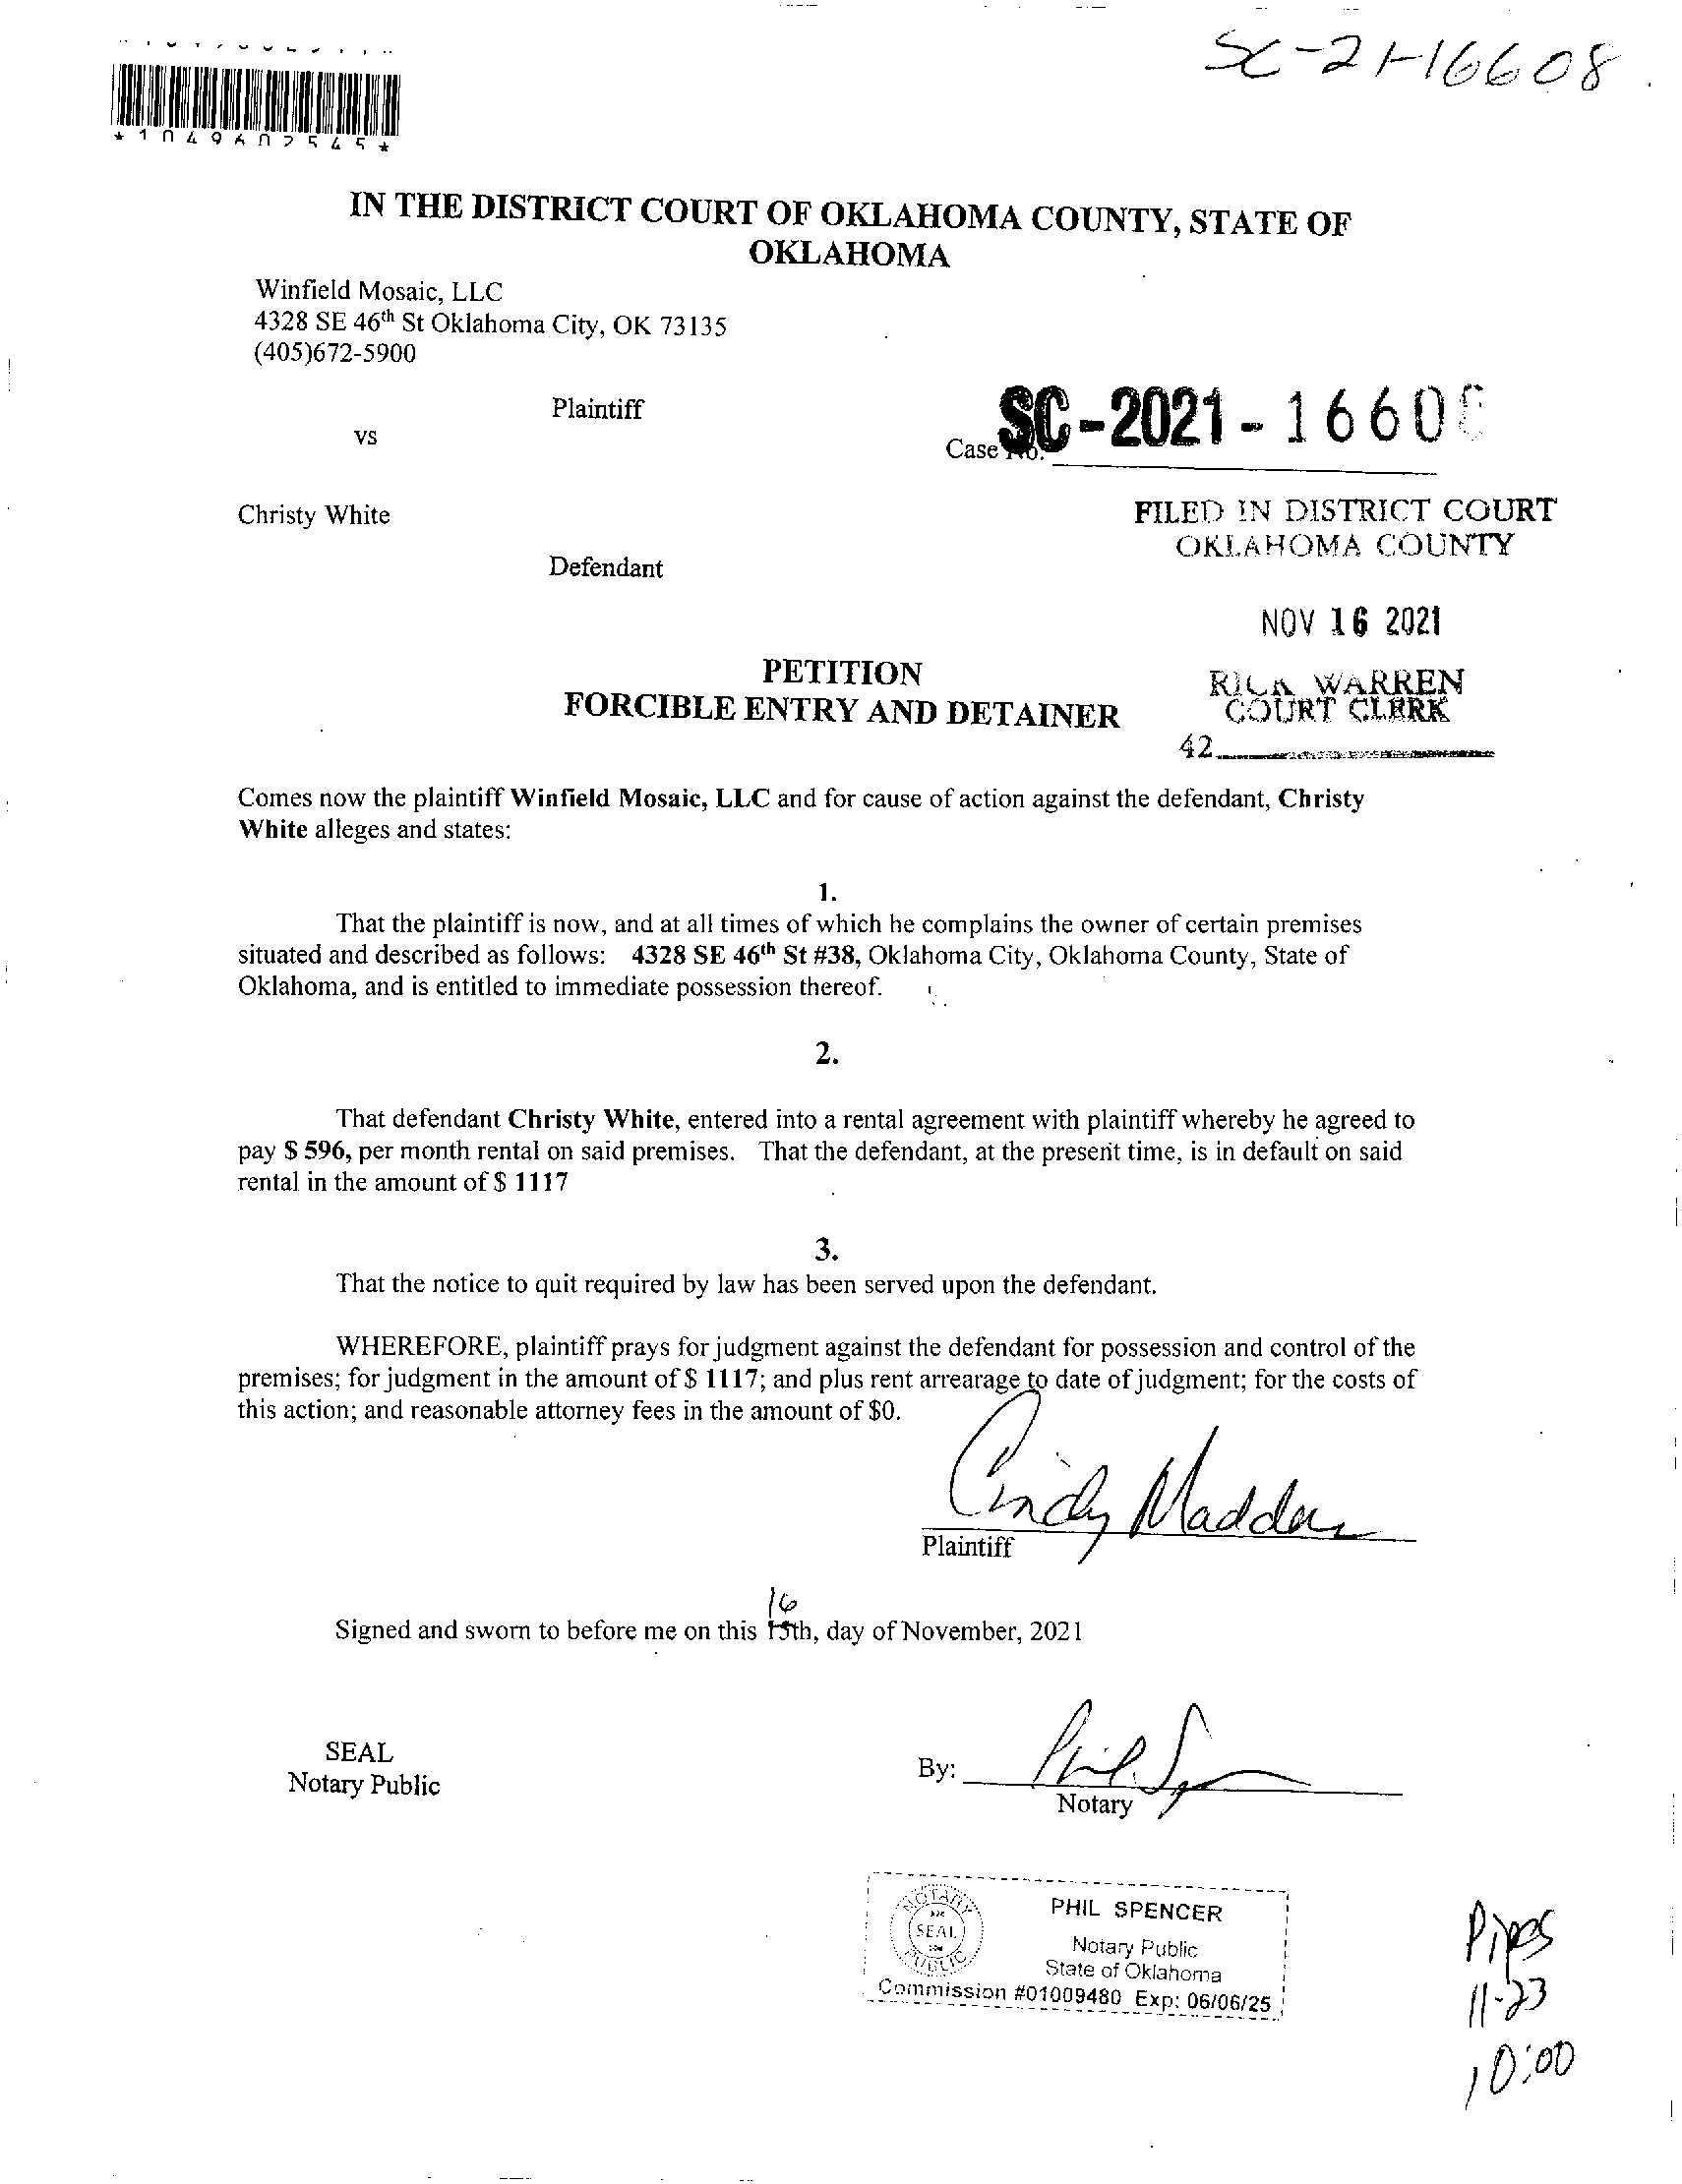 SC-21-16608
*1049602545*
IN THE DISTRICT COURT OF OKLAHOMA COUNTY, STATE OF
OKLAHOMA
Winfield Mosaic, LLC
4328 SE 46th St Oklahoma City, OK 73135
(405)672-5900
Plaintiff
vs
Case No. SC-2021-16608
Christy White
FILED IN DISTRICT COURT
OKLAHOMA COUNTY
Defendant
NOV 16 2021
PETITION
FORCIBLE ENTRY AND DETAINER
RICK WARREN
COURT CLERK
42
Comes now the plaintiff Winfield Mosaic, LLC and for cause of action against the defendant, Christy
White alleges and states:
1.
That the plaintiff is now, and at all times of which he complains the owner of certain premises
situated and described as follows: 4328 SE 46th St #38, Oklahoma City, Oklahoma County, State of
Oklahoma, and is entitled to immediate possession thereof.
2.
That defendant Christy White, entered into a rental agreement with plaintiff whereby he agreed to
pay $ 596, per month rental on said premises. That the defendant, at the present time, is in default on said
rental in the amount of $ 1117
3.
That the notice to quit required by law has been served upon the defendant.
WHEREFORE, plaintiff prays for judgment against the defendant for possession and control of the
premises; for judgment in the amount of $ 1117; and plus rent arrearage to date of judgment; for the costs of
this action; and reasonable attorney fees in the amount of $0.
Cindy Madden
Plaintiff
16
Signed and sworn to before me on this 15th, day of November, 2021
SEAL
Notary Public
By:
Notary
NOTARY
SEAL
PUBLIC
PHIL SPENCER
Notary Public
State of Oklahoma
Commission #01009480 Exp: 06/06/25
Pipes
11-23
10:00